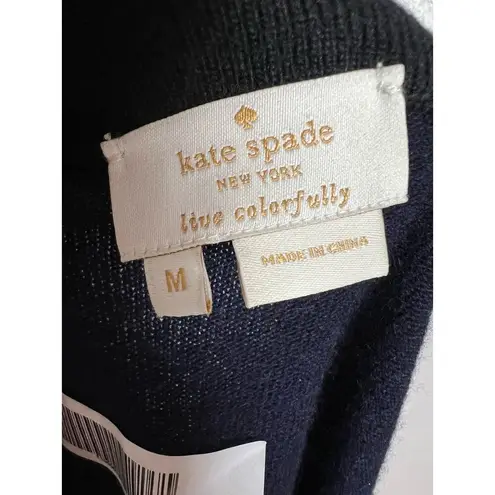 kate spade
NEW YORK
live colorfully
MADE IN CHINA
M